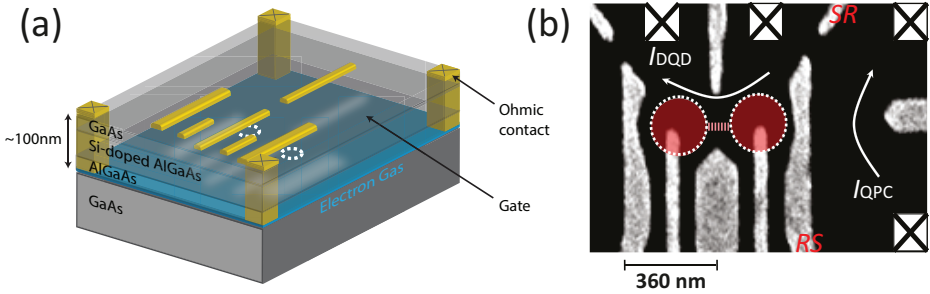 (a)
~100nm
GaAs
Si-doped AlGaAs
AlGaAs
GaAs
Electron Gas
Ohmic
contact
Gate
(b)
SR
IDQD
IQPC
RS
360 nm